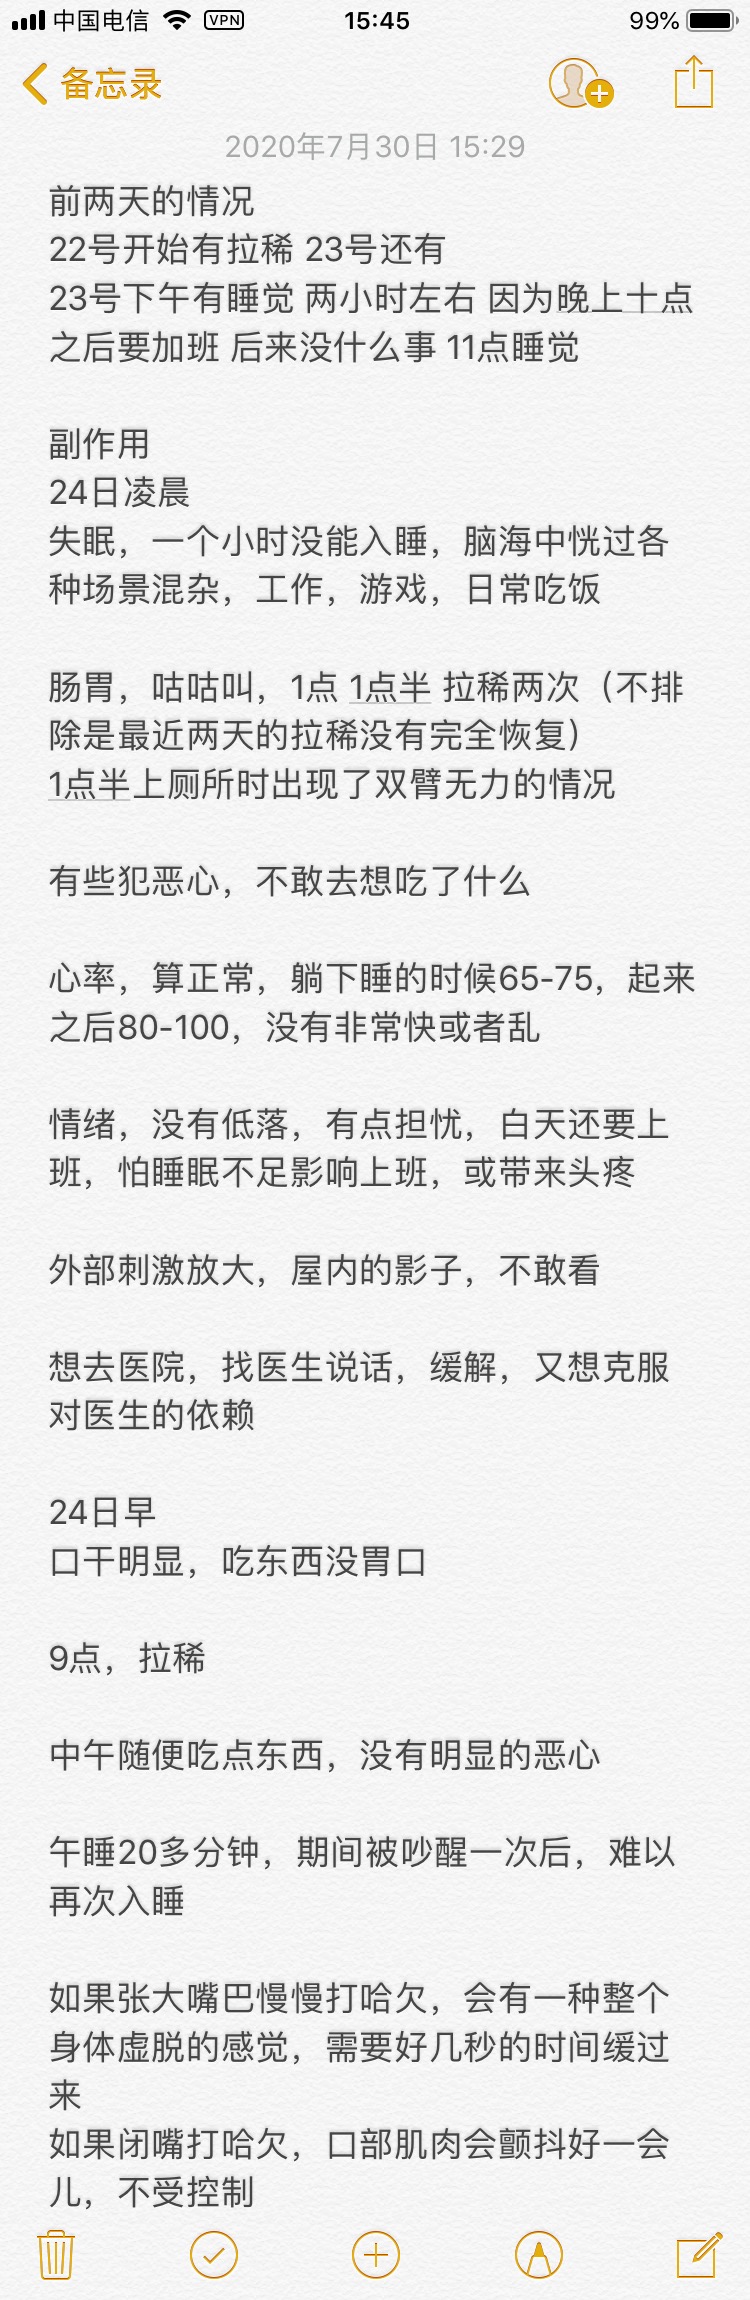 中国电信 VPN 15:45 99%
备忘录
2020年7月30日 15:29
前两天的情况
22号开始有拉稀 23号还有
23号下午有睡觉 两小时左右 因为晚上十点
之后要加班 后来没什么事 11点睡觉
副作用
24日凌晨
失眠，一个小时没能入睡，脑海中恍过各
种场景混杂，工作，游戏，日常吃饭
肠胃，咕咕叫，1点 1点半 拉稀两次（不排
除是最近两天的拉稀没有完全恢复）
1点半上厕所时出现了双臂无力的情况
有些犯恶心，不敢去想吃了什么
心率，算正常，躺下睡的时候65-75，起来
之后80-100，没有非常快或者乱
情绪，没有低落，有点担忧，白天还要上
班，怕睡眠不足影响上班，或带来头疼
外部刺激放大，屋内的影子，不敢看
想去医院，找医生说话，缓解，又想克服
对医生的依赖
24日早
口干明显，吃东西没胃口
9点，拉稀
中午随便吃点东西，没有明显的恶心
午睡20多分钟，期间被吵醒一次后，难以
再次入睡
如果张大嘴巴慢慢打哈欠，会有一种整个
身体虚脱的感觉，需要好几秒的时间缓过
来
如果闭嘴打哈欠，口部肌肉会颤抖好一会
儿，不受控制